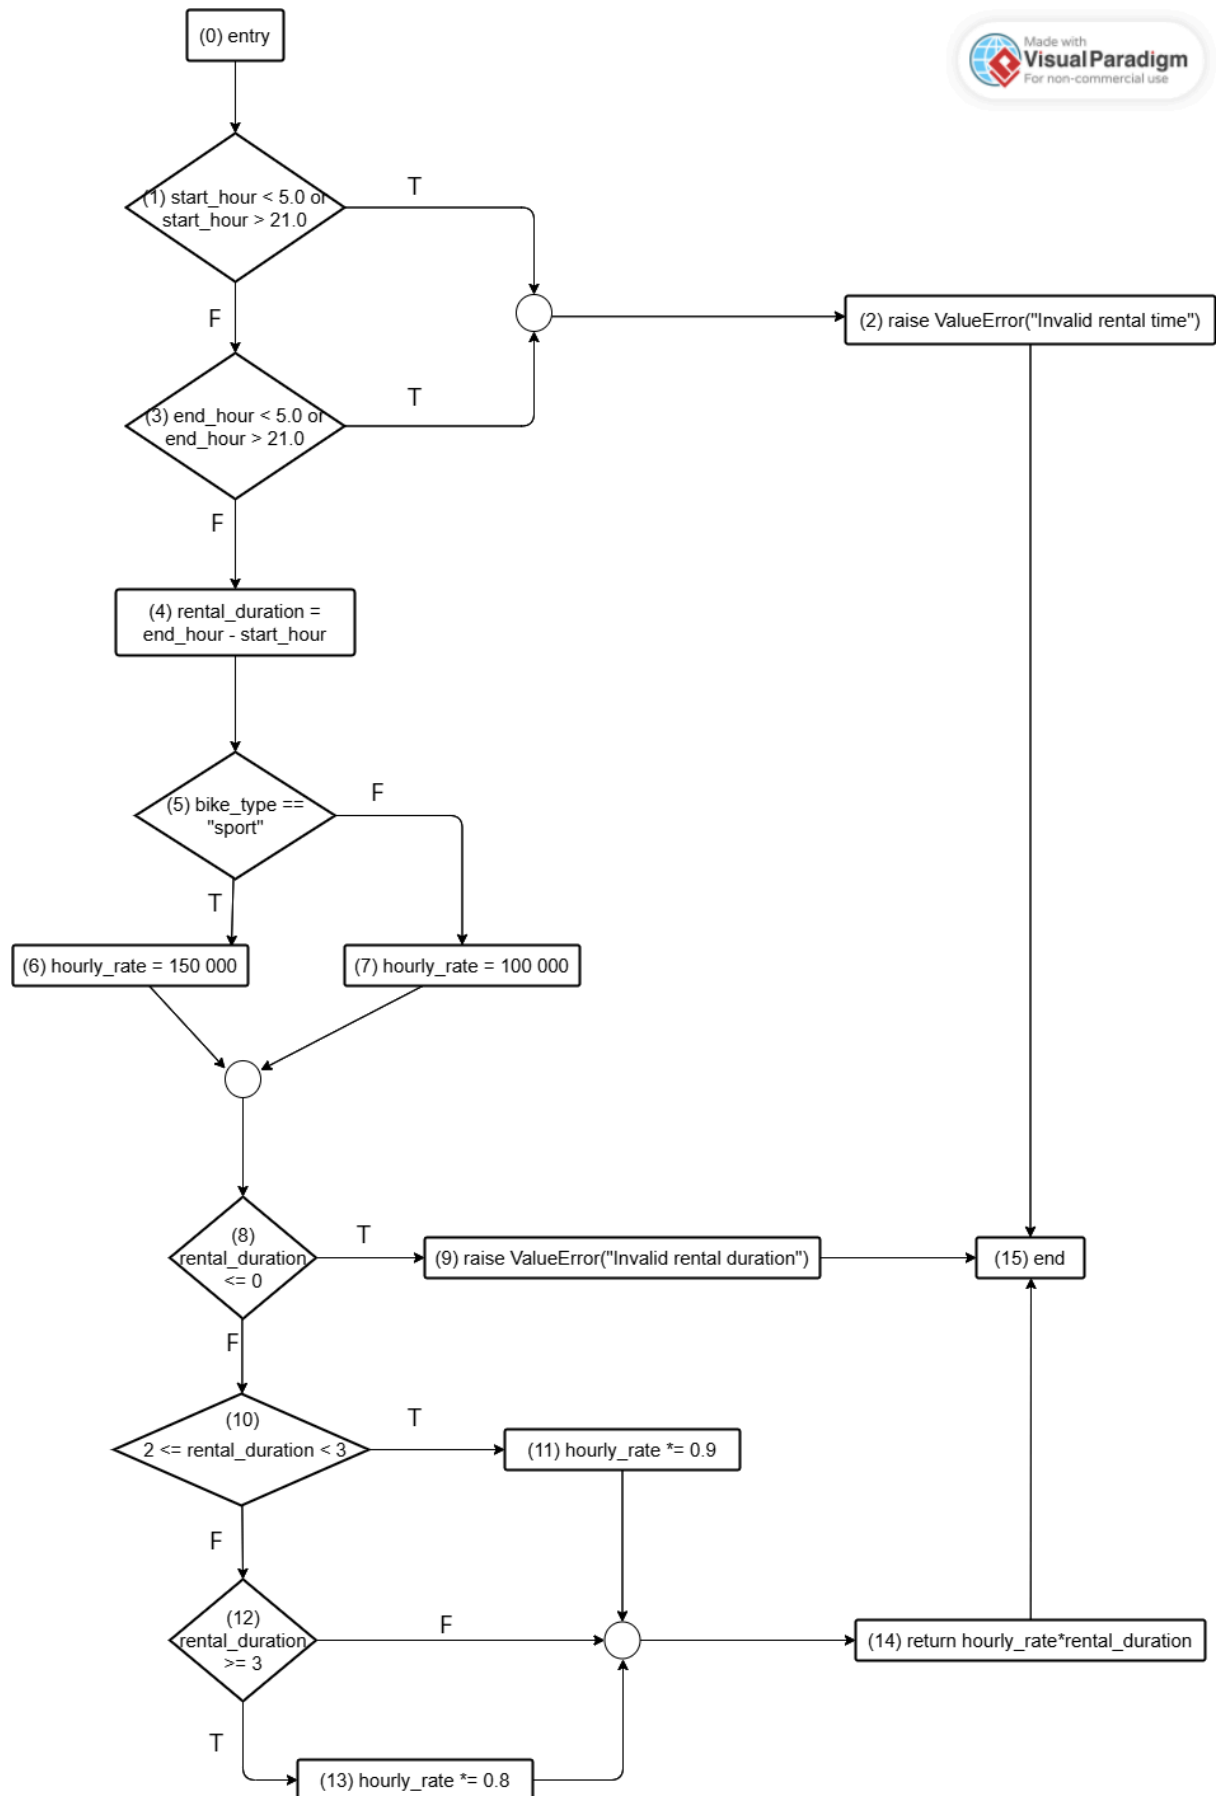 (0) entry
Made with
VisualParadigm
For non-commercial use
(1) start_hour < 5.0 or
start_hour > 21.0
T
F
(2) raise ValueError("Invalid rental time")
(3) end_hour < 5.0 or
end_hour > 21.0
T
F
(4) rental_duration =
end_hour - start_hour
(5) bike_type ==
"sport"
F
T
(6) hourly_rate = 150 000
(7) hourly_rate = 100 000
(8)
rental_duration
<= 0
T
(9) raise ValueError("Invalid rental duration")
(15) end
F
(10)
2 <= rental_duration < 3
T
(11) hourly_rate *= 0.9
F
(12)
rental_duration
>= 3
F
(14) return hourly_rate*rental_duration
T
(13) hourly_rate *= 0.8